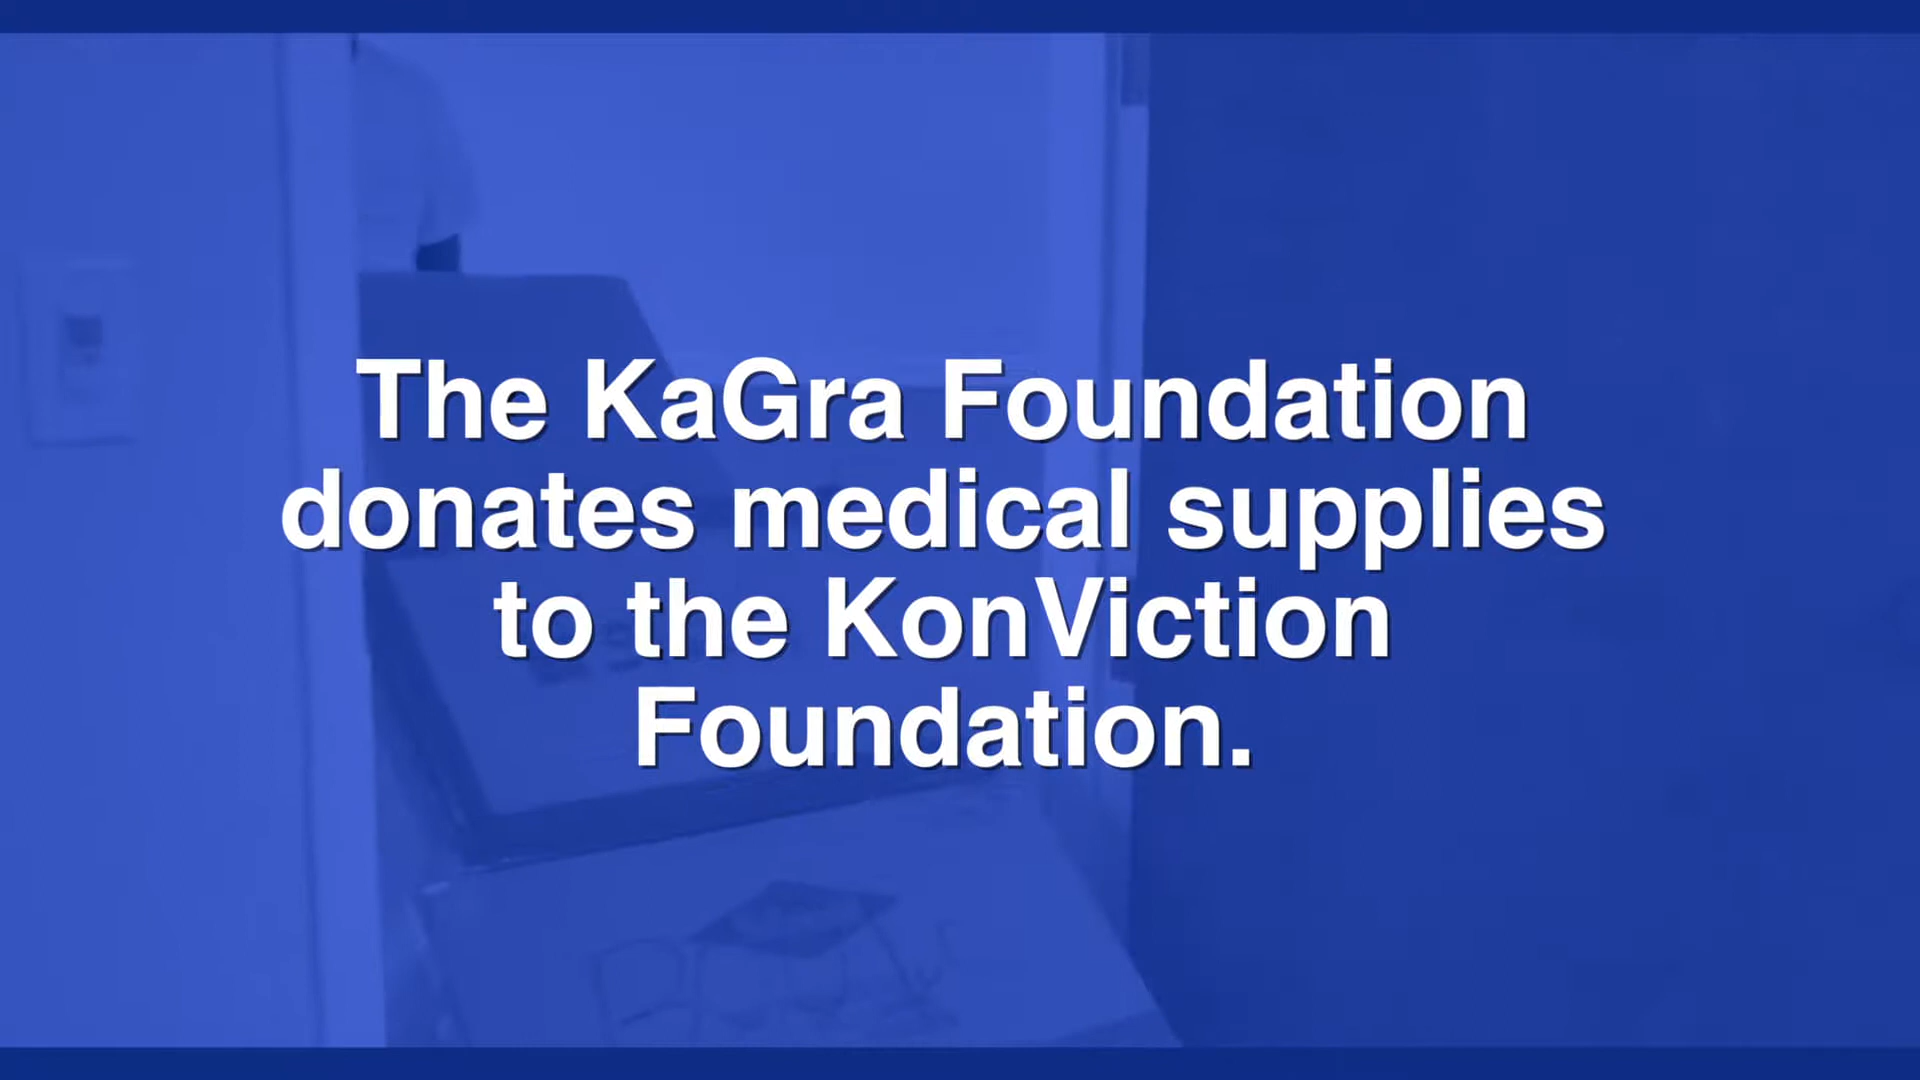 The KaGra Foundation
donates medical supplies
to the KonViction
Foundation.